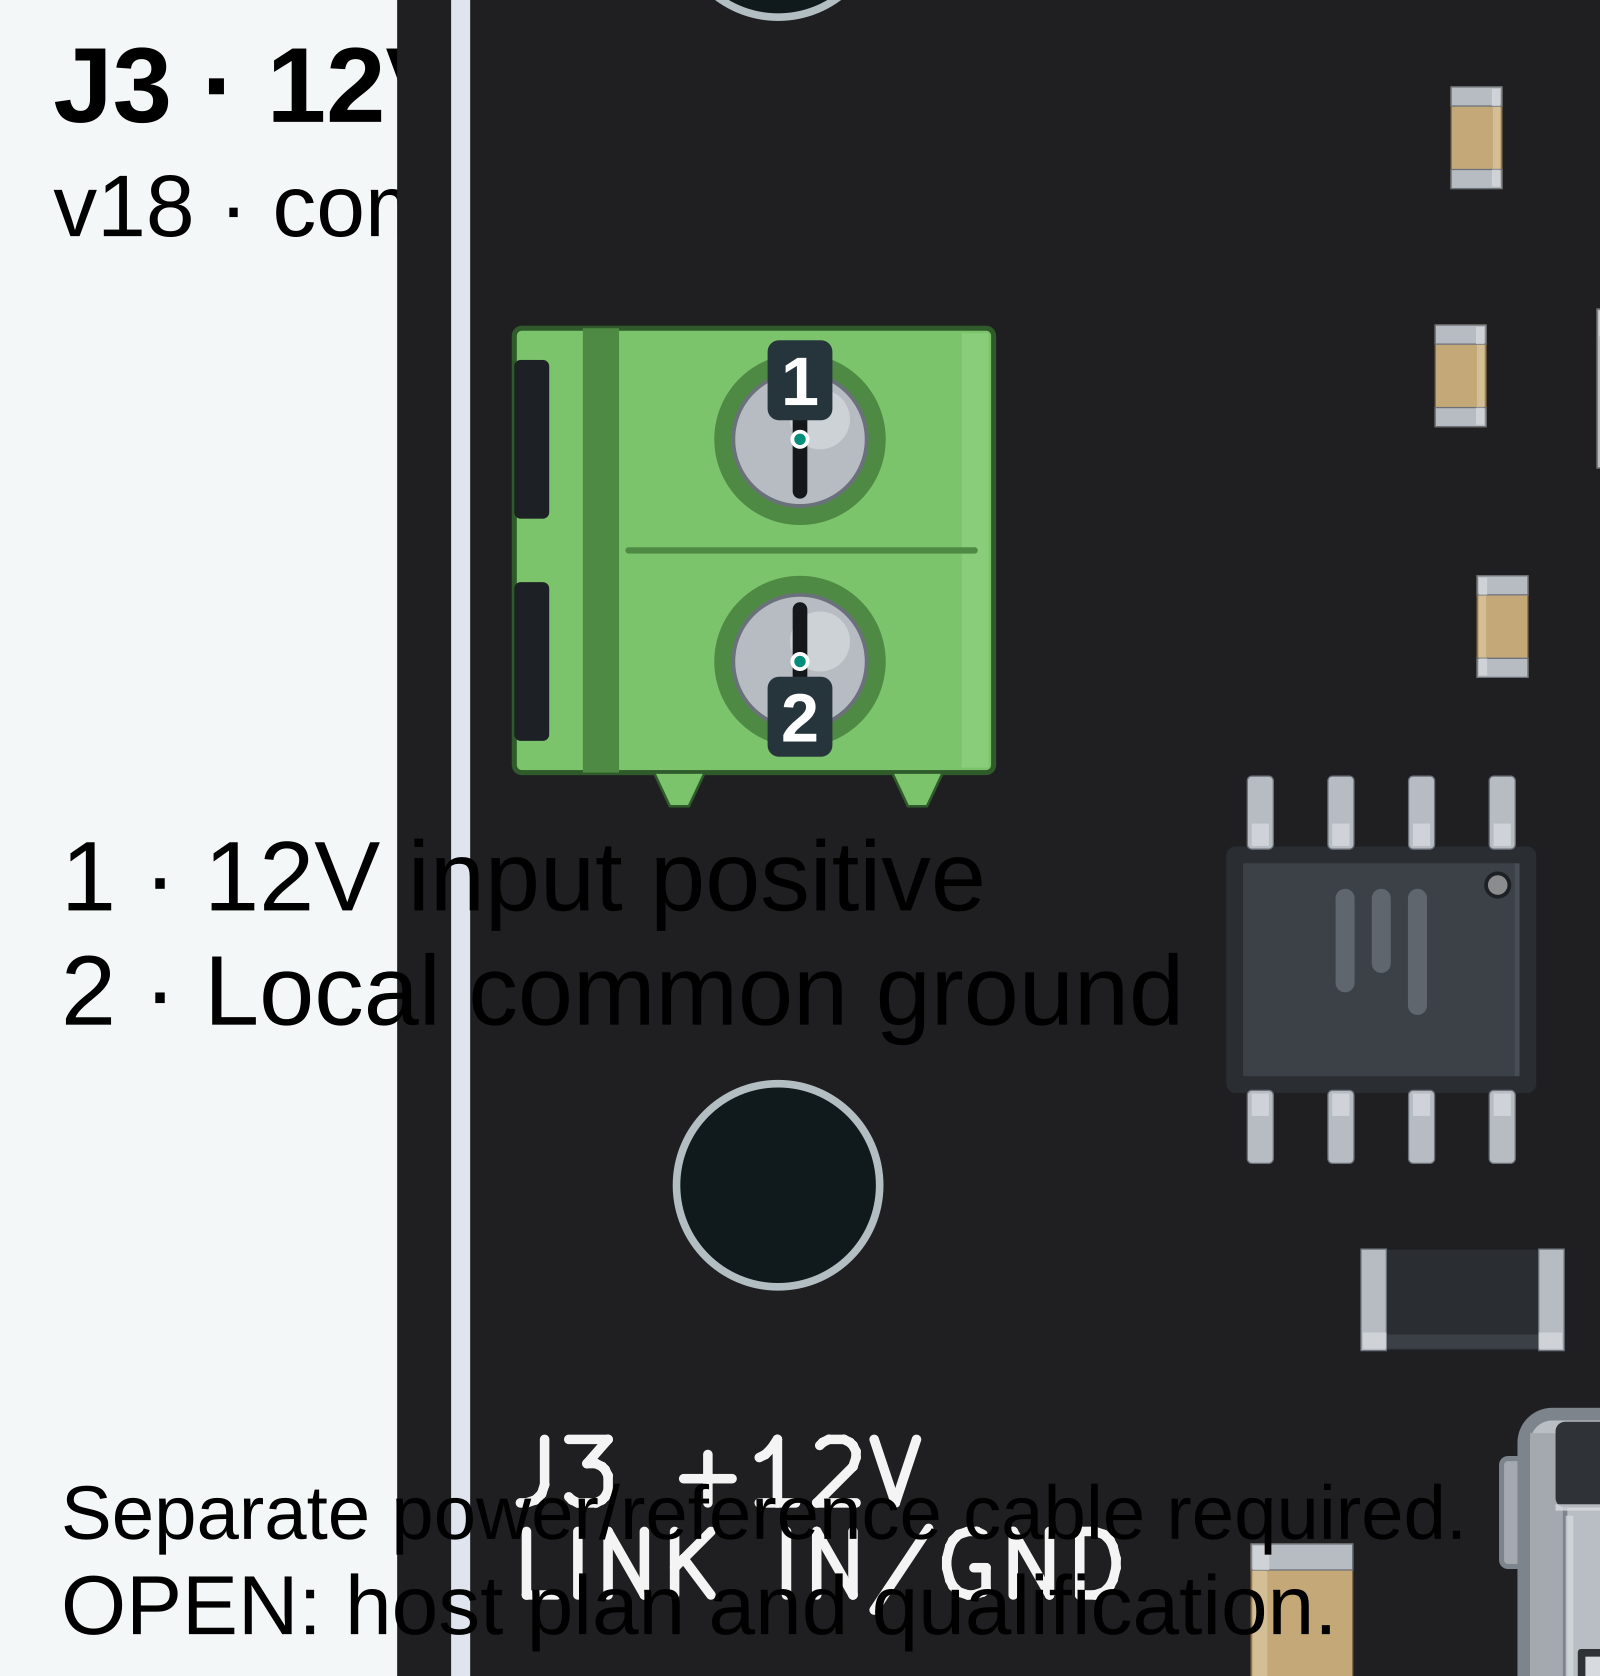 J3 · 12V
v18 · con
1
2
1 · 12V input positive
2 · Local common ground
J3 +12V
LINK IN/GND
Separate power/reference cable required.
OPEN: host plan and qualification.